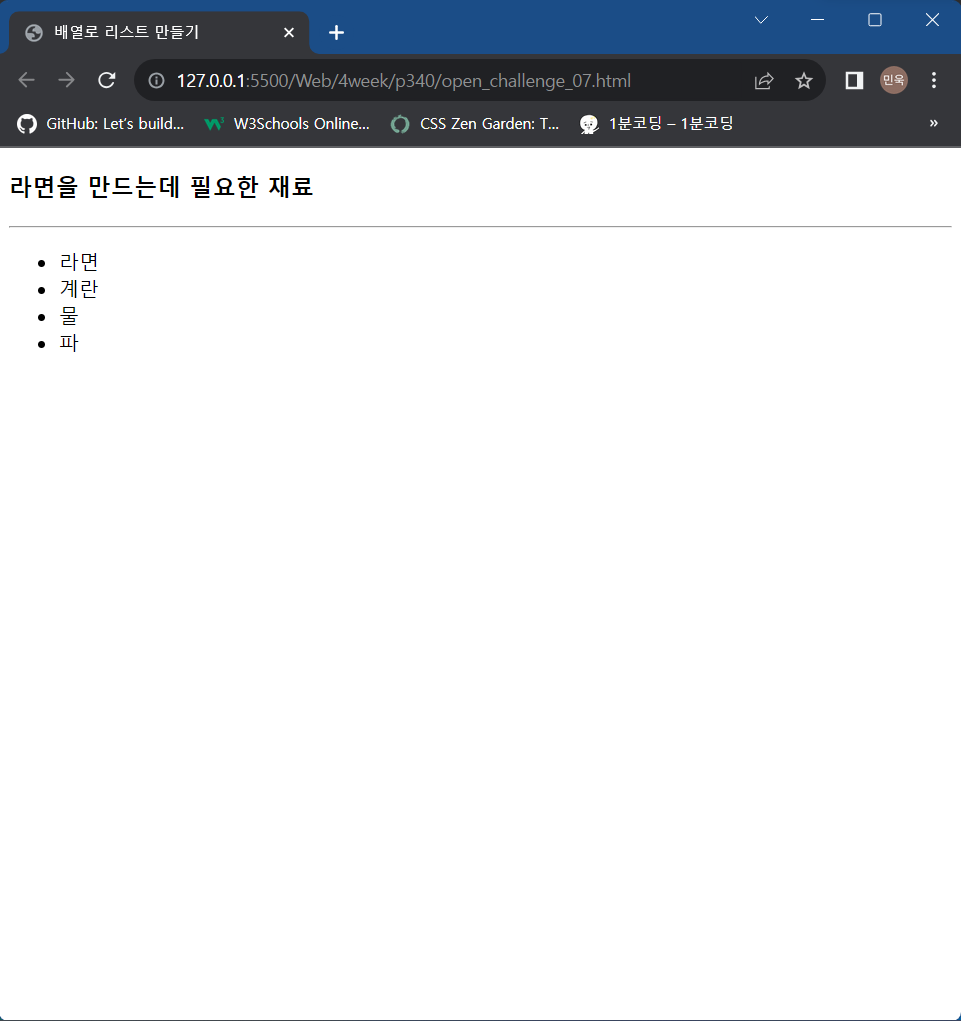 배열로 리스트 만들기
127.0.0.1:5500/Web/4week/p340/open_challenge_07.html
민욱
GitHub: Let's build...
W3Schools Online...
CSS Zen Garden: T...
1분코딩 – 1분코딩
»
라면을 만드는데 필요한 재료
• 라면
• 계란
• 물
• 파